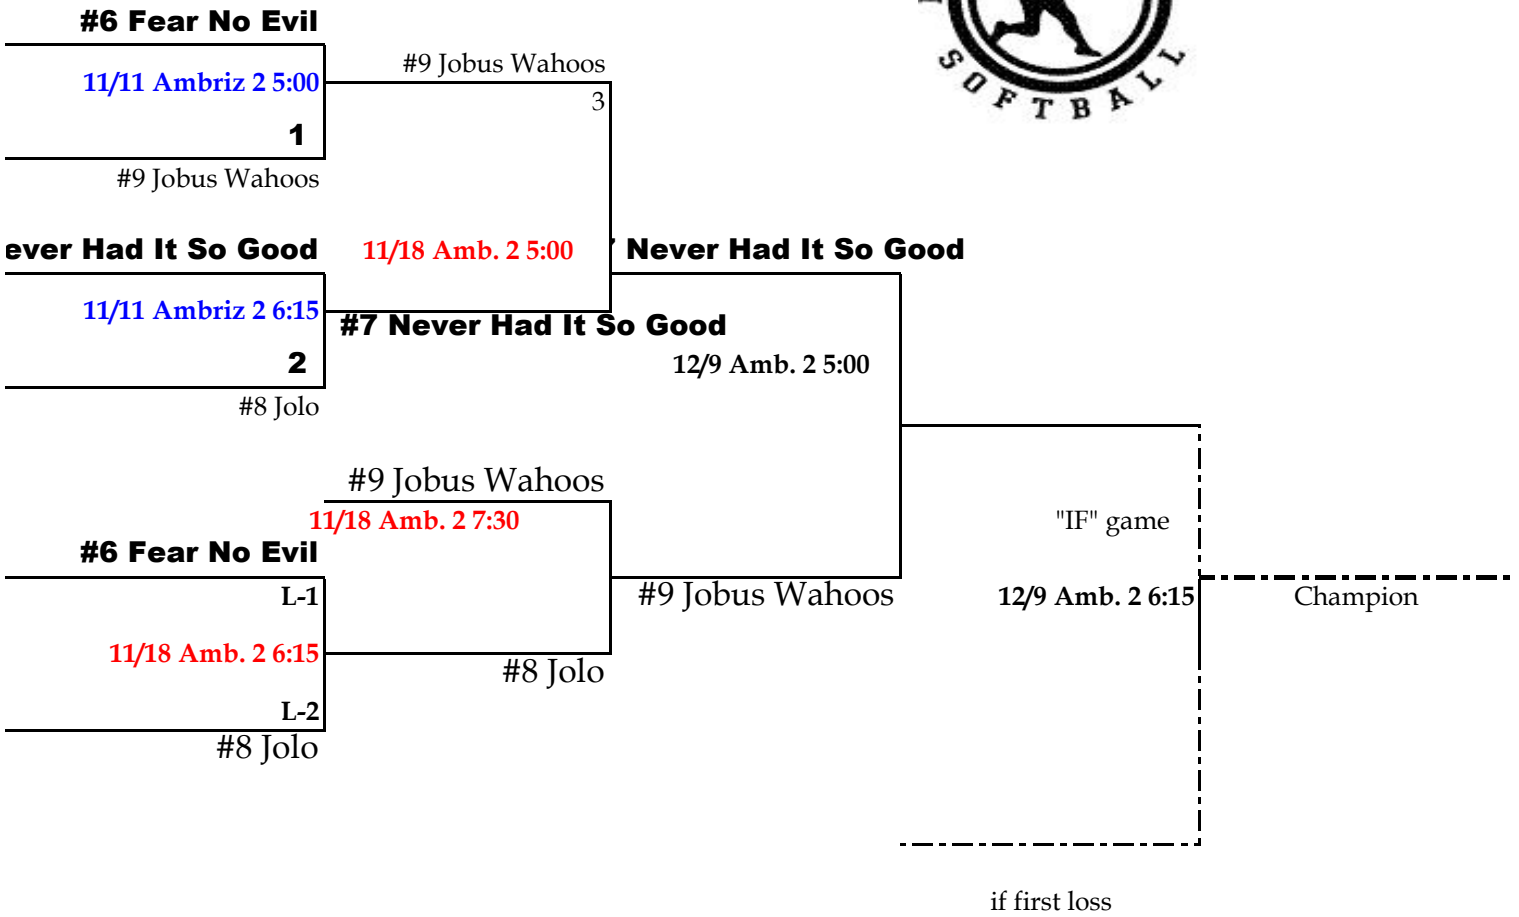 #6 Fear No Evil
11/11 Ambriz 2 5:00
1
#9 Jobus Wahoos
#9 Jobus Wahoos
3
SOFTBALL
ever Had It So Good
11/18 Amb. 2 5:00
Never Had It So Good
11/11 Ambriz 2 6:15
#7 Never Had It So Good
2
12/9 Amb. 2 5:00
#8 Jolo
#9 Jobus Wahoos
11/18 Amb. 2 7:30
"IF" game
#6 Fear No Evil
L-1
#9 Jobus Wahoos
12/9 Amb. 2 6:15
Champion
11/18 Amb. 2 6:15
#8 Jolo
L-2
#8 Jolo
if first loss